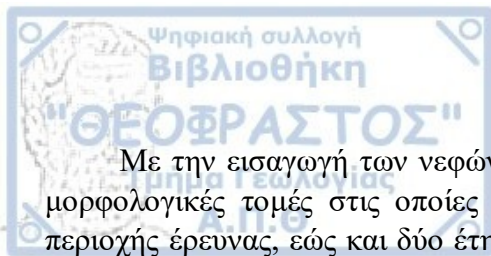 Ψηφιακή συλλογή
Βιβλιοθήκη
"ΘΕΟΦΡΑΣΤΟΣ"
Με την εισαγωγή των νεφών
Τμήμα Γεωλογίας
μορφολογικές τομές στις οποίες
Α.Π.Θ
περιοχής έρευνας, εώς και δύο έτη